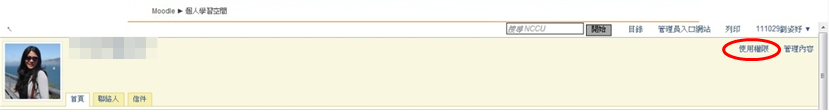 Moodle ► 個人學習空間
搜尋 NCCU 開始 目錄 管理員入口網站 列印 111029劉姿妤 ▼
使用權限 管理內容
首頁 聯絡人 信件